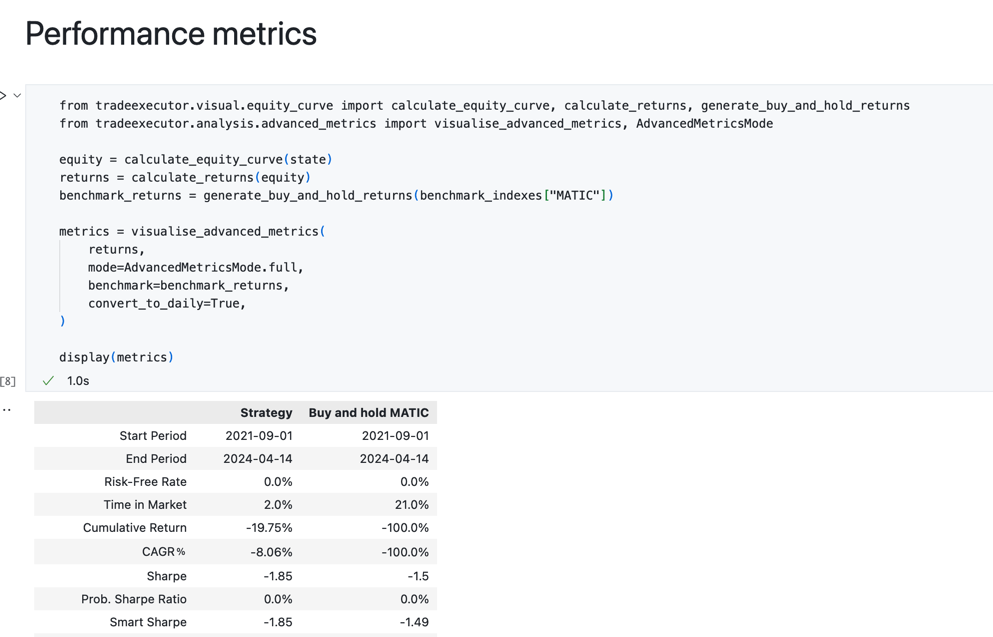 Performance metrics
from tradeexecutor.visual.equity_curve import calculate_equity_curve, calculate_returns, generate_buy_and_hold_returns
from tradeexecutor.analysis.advanced_metrics import visualise_advanced_metrics, AdvancedMetricsMode
equity = calculate_equity_curve(state)
returns = calculate_returns(equity)
benchmark_returns = generate_buy_and_hold_returns(benchmark_indexes["MATIC"])
metrics = visualise_advanced_metrics(
    returns,
    mode=AdvancedMetricsMode.full,
    benchmark=benchmark_returns,
    convert_to_daily=True,
)
display(metrics)
[8] ✓ 1.0s
Strategy Buy and hold MATIC
Start Period 2021-09-01 2021-09-01
End Period 2024-04-14 2024-04-14
Risk-Free Rate 0.0% 0.0%
Time in Market 2.0% 21.0%
Cumulative Return -19.75% -100.0%
CAGR﹪ -8.06% -100.0%
Sharpe -1.85 -1.5
Prob. Sharpe Ratio 0.0% 0.0%
Smart Sharpe -1.85 -1.49